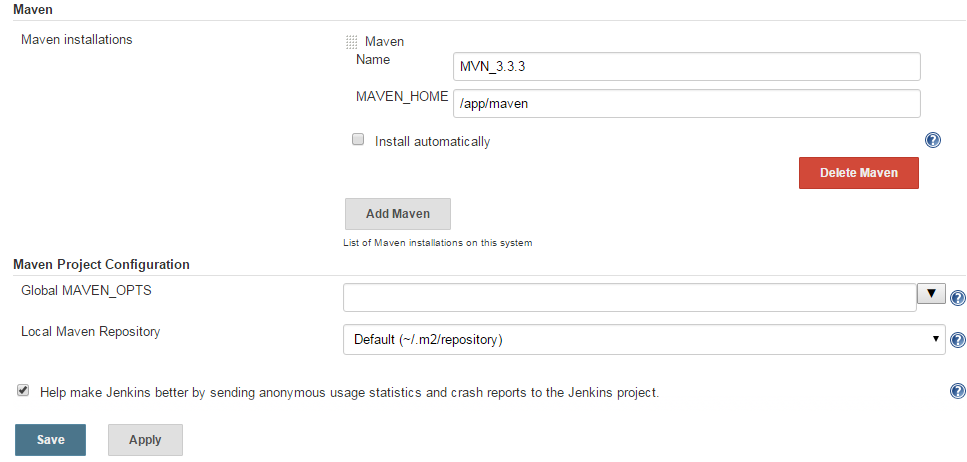 Maven
Maven installations
Maven
Name
MVN_3.3.3
MAVEN_HOME
/app/maven
Install automatically
?
Delete Maven
Add Maven
List of Maven installations on this system
Maven Project Configuration
Global MAVEN_OPTS
?
Local Maven Repository
Default (~/.m2/repository)
?
Help make Jenkins better by sending anonymous usage statistics and crash reports to the Jenkins project.
?
Save
Apply